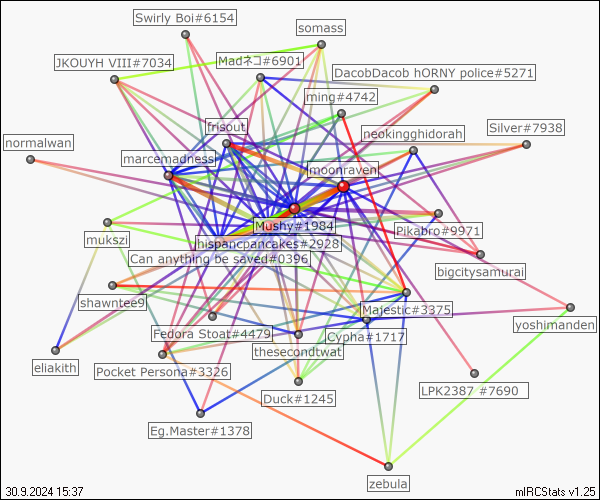 Swirly Boi#6154
somass
JKOUYH VIII#7034
Madネコ#6901
DacobDacob hORNY police#5271
ming#4742
frisout
neokingghidorah
Silver#7938
normalwan
marcemadness
moonraven
Mushy#1984
Pikabro#9971
mukszi
hispanicpancakes#2928
Can anything be saved#0396
bigcitysamurai
shawntee9
Majestic#3375
yoshimanden
Fedora Stoat#4479
Cypha#1717
thesecondtwat
eliakith
Pocket Persona#3326
LPK2387 #7690
Duck#1245
Eg.Master#1378
zebula
30.9.2024 15:37
mIRCStats v1.25